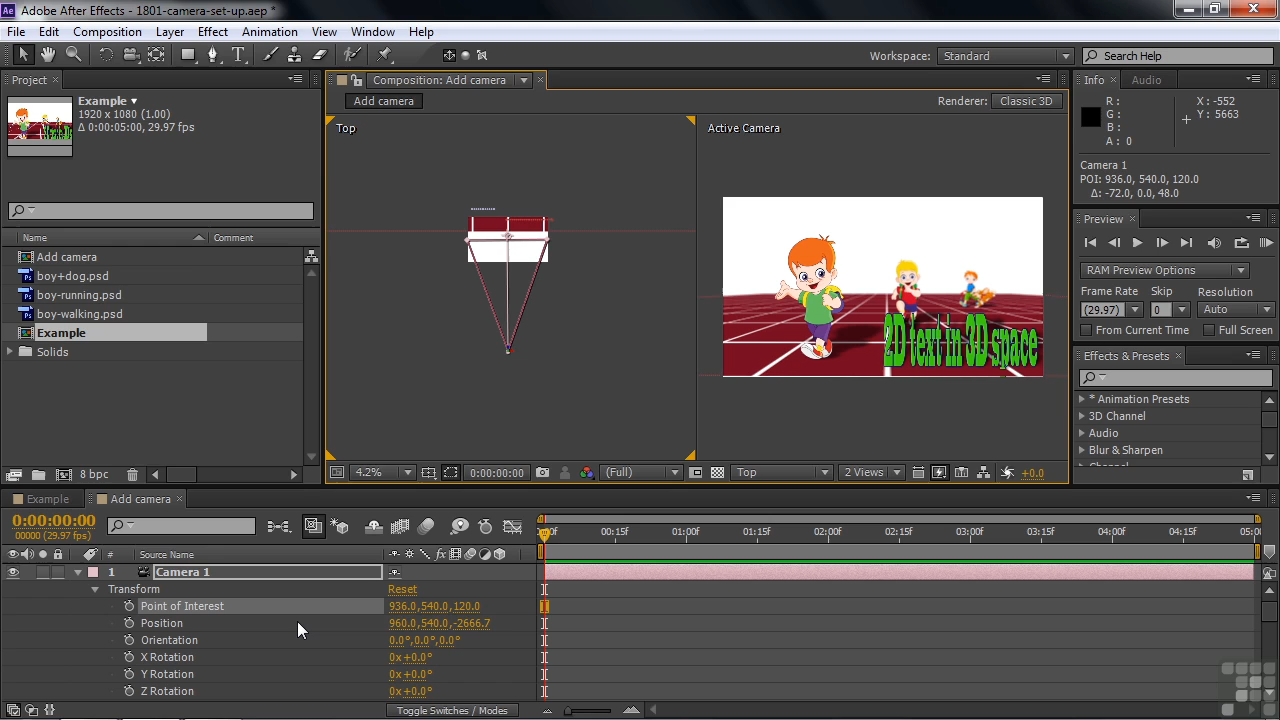 Ae Adobe After Effects - 1801-camera-set-up.aep *
File Edit Composition Layer Effect Animation View Window Help
Workspace: Standard Search Help
Project
Example
1920 x 1080 (1.00)
Δ 0:00:05:00, 29.97 fps
Name Comment
Add camera
boy+dog.psd
boy-running.psd
boy-walking.psd
Example
Solids
8 bpc
Composition: Add camera
Add camera
Renderer: Classic 3D
Top
Active Camera
2D text in 3D space
4.2% 0:00:00:00 (Full) Top 2 Views +0.0
Info Audio
R: X: -552
G: Y: 5663
B:
A: 0
Camera 1
POI: 936.0, 540.0, 120.0
Δ: -72.0, 0.0, 48.0
Preview
RAM Preview Options
Frame Rate Skip Resolution
(29.97) 0 Auto
From Current Time Full Screen
Effects & Presets
* Animation Presets
3D Channel
Audio
Blur & Sharpen
Channel
Example Add camera
0:00:00:00
00000 (29.97 fps)
00:15f 01:00f 01:15f 02:00f 02:15f 03:00f 03:15f 04:00f 04:15f
# Source Name
1 Camera 1
Transform Reset
Point of Interest 936.0,540.0,120.0
Position 960.0,540.0,-2666.7
Orientation 0.0°,0.0°,0.0°
X Rotation 0x+0.0°
Y Rotation 0x+0.0°
Z Rotation 0x+0.0°
Toggle Switches / Modes